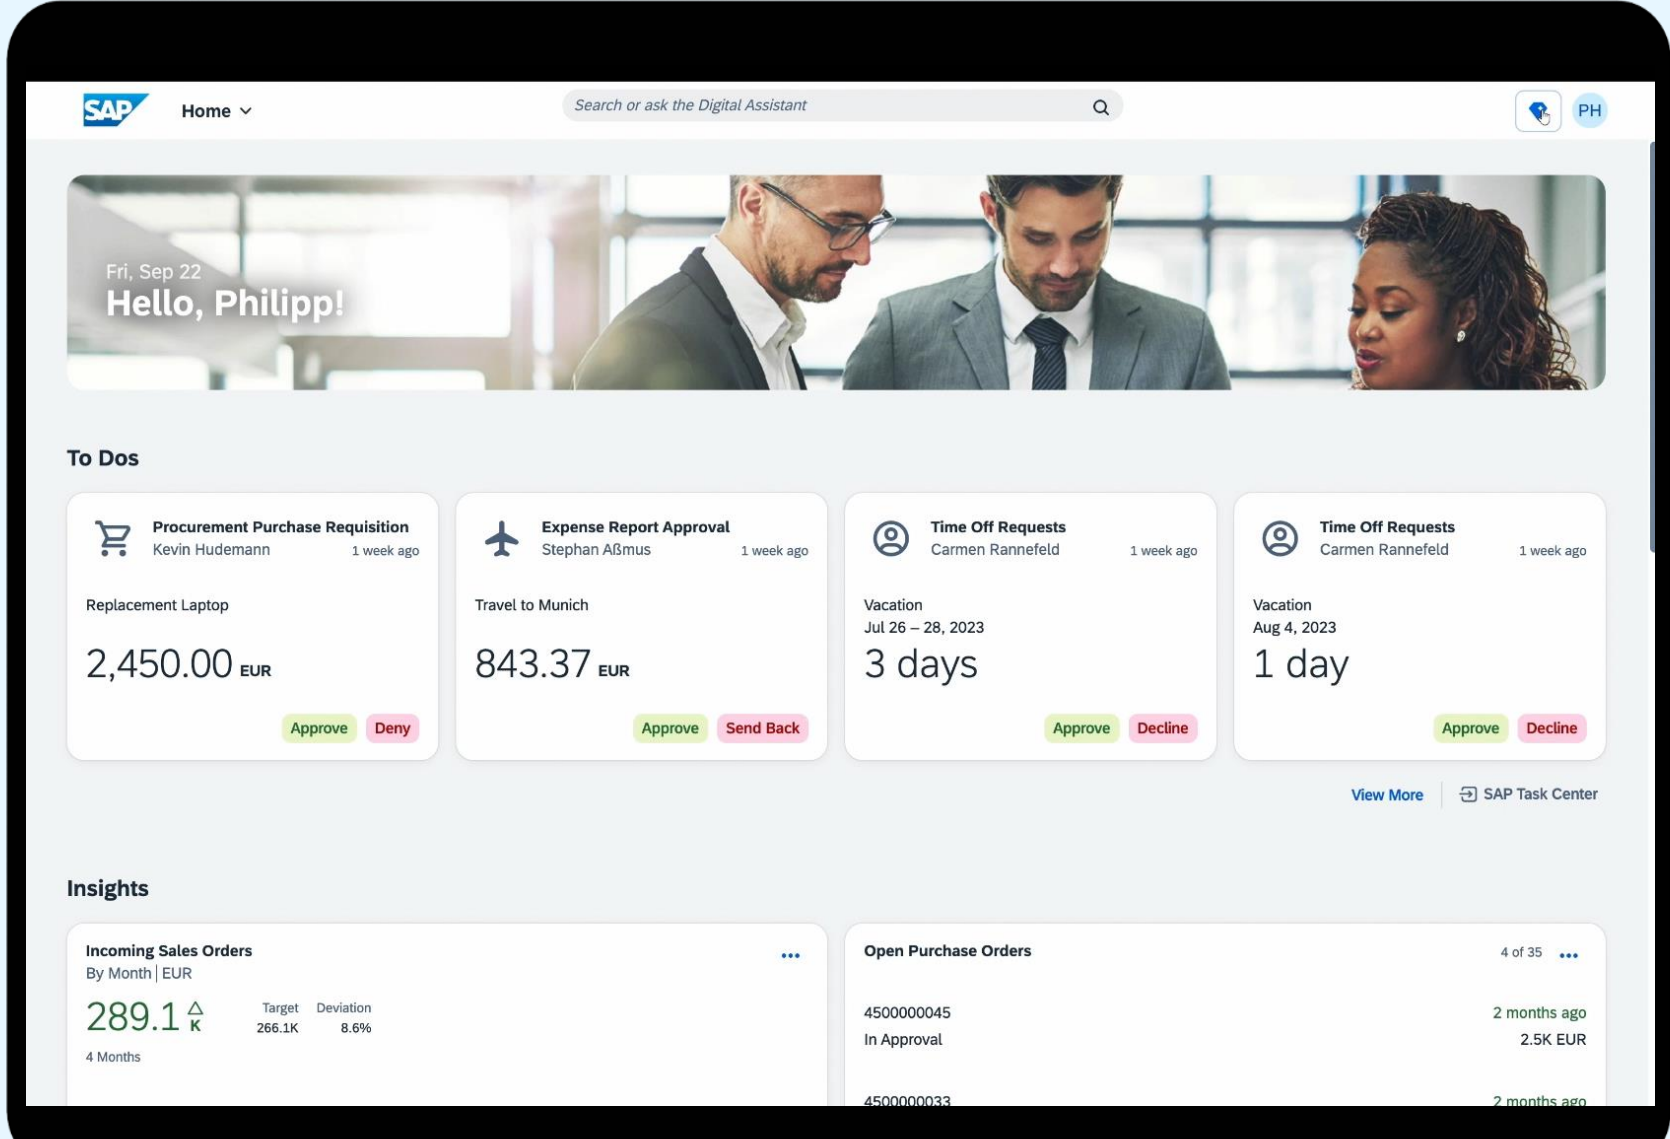 SAP
Home
Search or ask the Digital Assistant
PH
Fri, Sep 22
Hello, Philipp!
To Dos
Procurement Purchase Requisition
Kevin Hudemann 1 week ago
Replacement Laptop
2,450.00 EUR
Approve Deny
Expense Report Approval
Stephan Aßmus 1 week ago
Travel to Munich
843.37 EUR
Approve Send Back
Time Off Requests
Carmen Rannefeld 1 week ago
Vacation
Jul 26 – 28, 2023
3 days
Approve Decline
Time Off Requests
Carmen Rannefeld 1 week ago
Vacation
Aug 4, 2023
1 day
Approve Decline
View More SAP Task Center
Insights
Incoming Sales Orders
By Month | EUR
289.1 K
Target Deviation
266.1K 8.6%
4 Months
Open Purchase Orders 4 of 35
4500000045 2 months ago
In Approval 2.5K EUR
4500000033 2 months ago